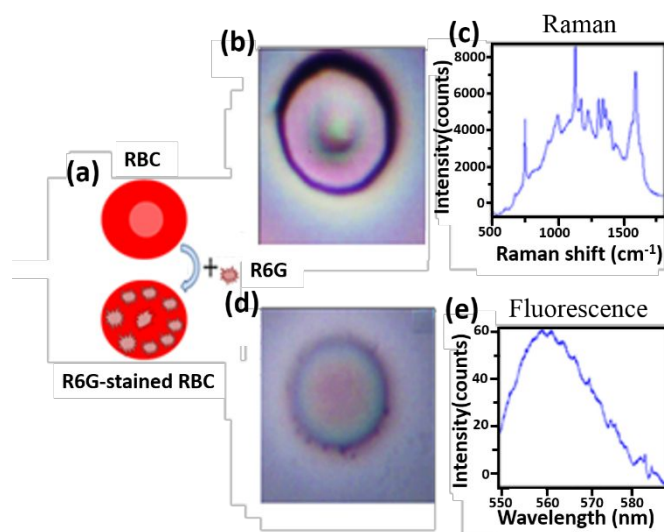 (a)
RBC
+
R6G
R6G-stained RBC
(b)
(c)
Raman
Intensity(counts)
8000
6000
4000
2000
0
500
1000
1500
Raman shift (cm⁻¹)
(d)
(e)
Fluorescence
Intensity(counts)
60
40
20
0
550
560
570
580
Wavelength (nm)